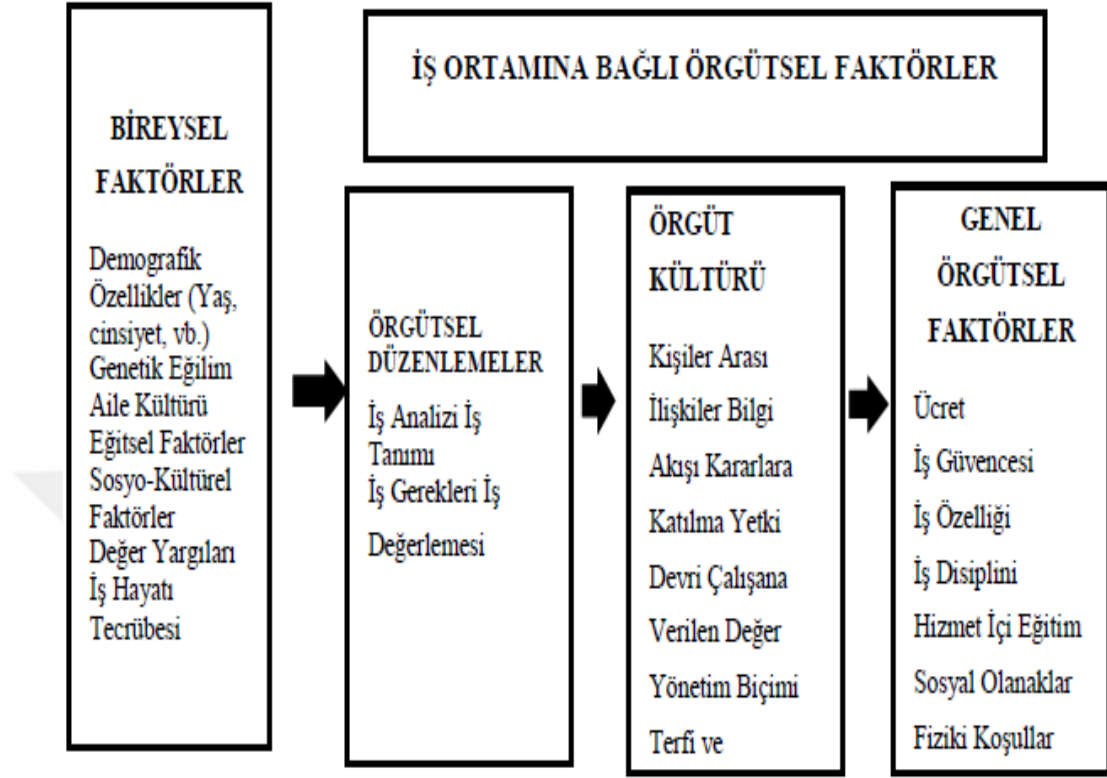 BİREYSEL
FAKTÖRLER
Demografik
Özellikler (Yaş,
cinsiyet, vb.)
Genetik Eğilim
Aile Kültürü
Eğitsel Faktörler
Sosyo-Kültürel
Faktörler
Değer Yargıları
İş Hayatı
Tecrübesi
İŞ ORTAMINA BAĞLI ÖRGÜTSEL FAKTÖRLER
ÖRGÜTSEL
DÜZENLEMELER
İş Analizi İş
Tanımı
İş Gerekleri İş
Değerlemesi
ÖRGÜT
KÜLTÜRÜ
Kişiler Arası
İlişkiler Bilgi
Akışı Kararlara
Katılma Yetki
Devri Çalışana
Verilen Değer
Yönetim Biçimi
Terfi ve
GENEL
ÖRGÜTSEL
FAKTÖRLER
Ücret
İş Güvencesi
İş Özelliği
İş Disiplini
Hizmet İçi Eğitim
Sosyal Olanaklar
Fiziki Koşullar